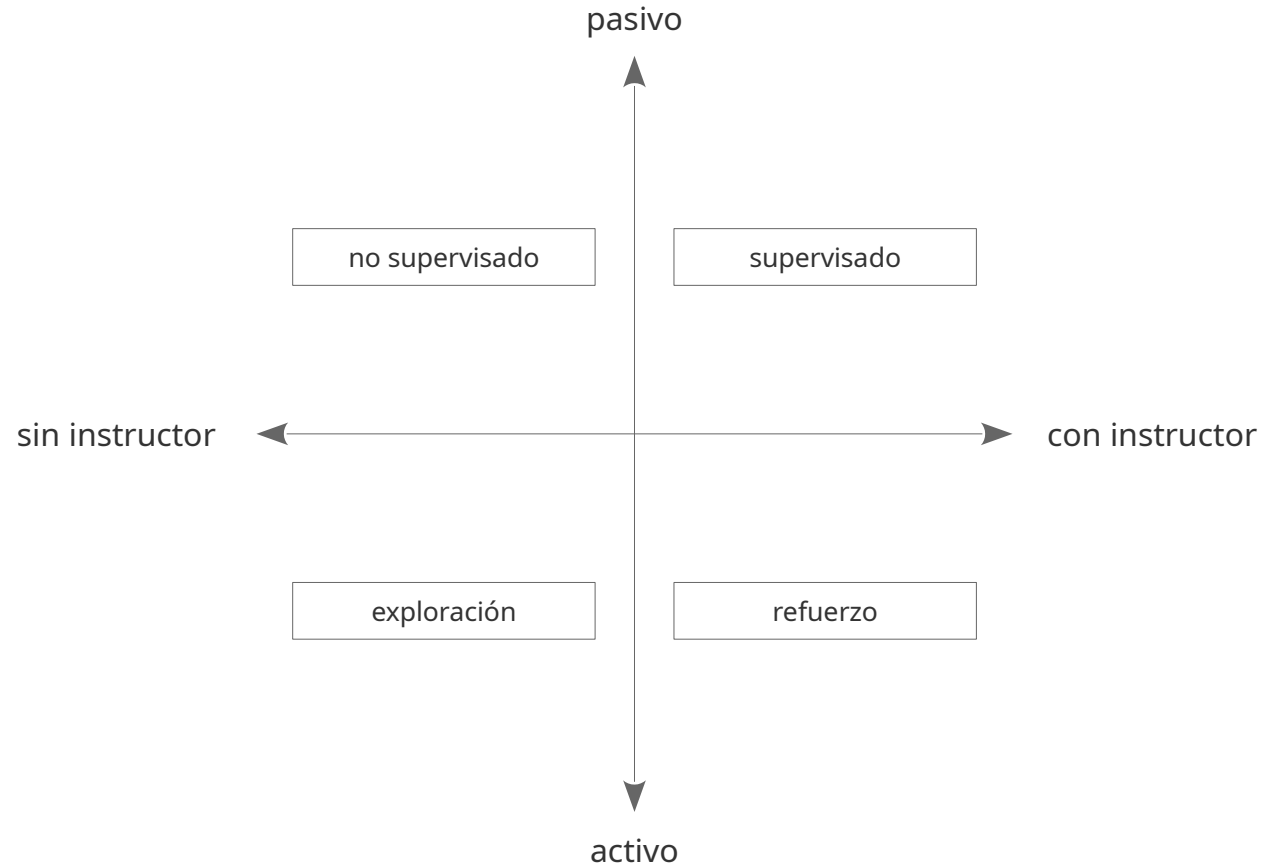 pasivo
no supervisado
supervisado
sin instructor
con instructor
exploración
refuerzo
activo